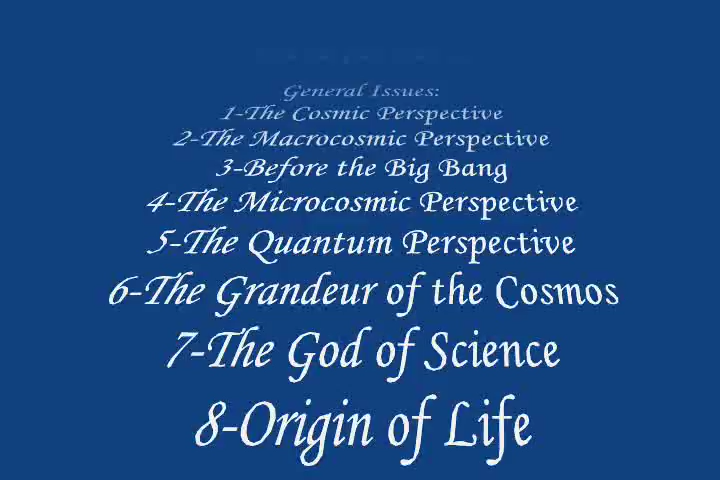 General Issues:
1-The Cosmic Perspective
2-The Macrocosmic Perspective
3-Before the Big Bang
4-The Microcosmic Perspective
5-The Quantum Perspective
6-The Grandeur of the Cosmos
7-The God of Science
8-Origin of Life